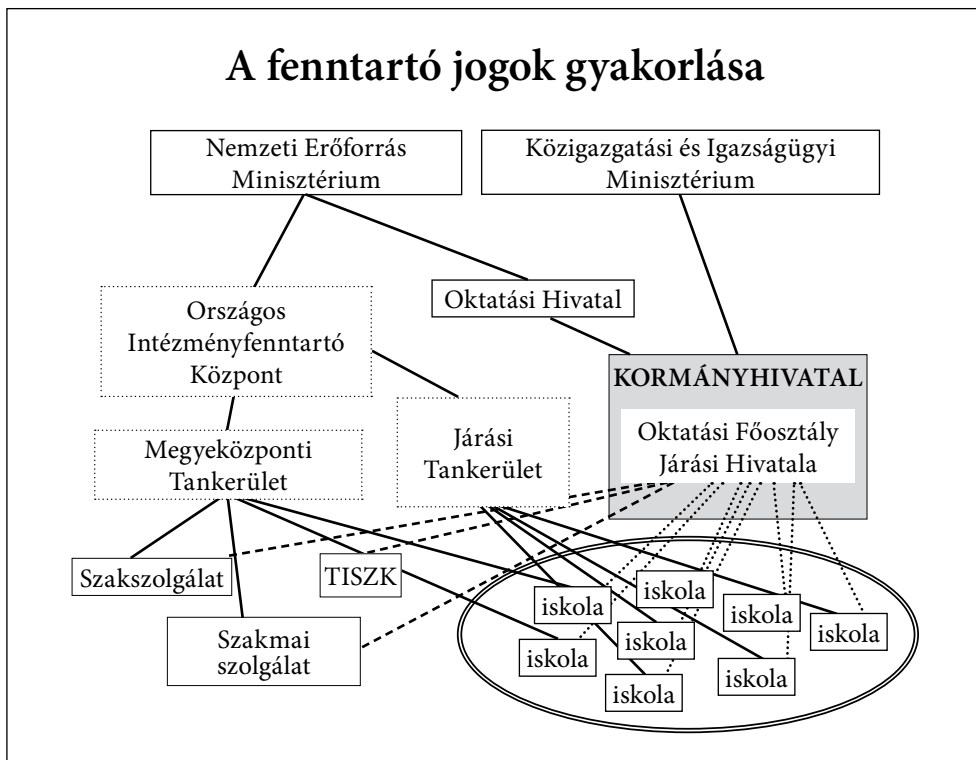 A fenntartó jogok gyakorlása
Nemzeti Erőforrás
Minisztérium
Közigazgatási és Igazságügyi
Minisztérium
Országos
Intézményfenntartó
Központ
Oktatási Hivatal
KORMÁNYHIVATAL
Oktatási Főosztály
Járási Hivatala
Megyeközponti
Tankerület
Járási
Tankerület
Szakszolgálat
TISZK
Szakmai
szolgálat
iskola
iskola
iskola
iskola
iskola
iskola
iskola
iskola